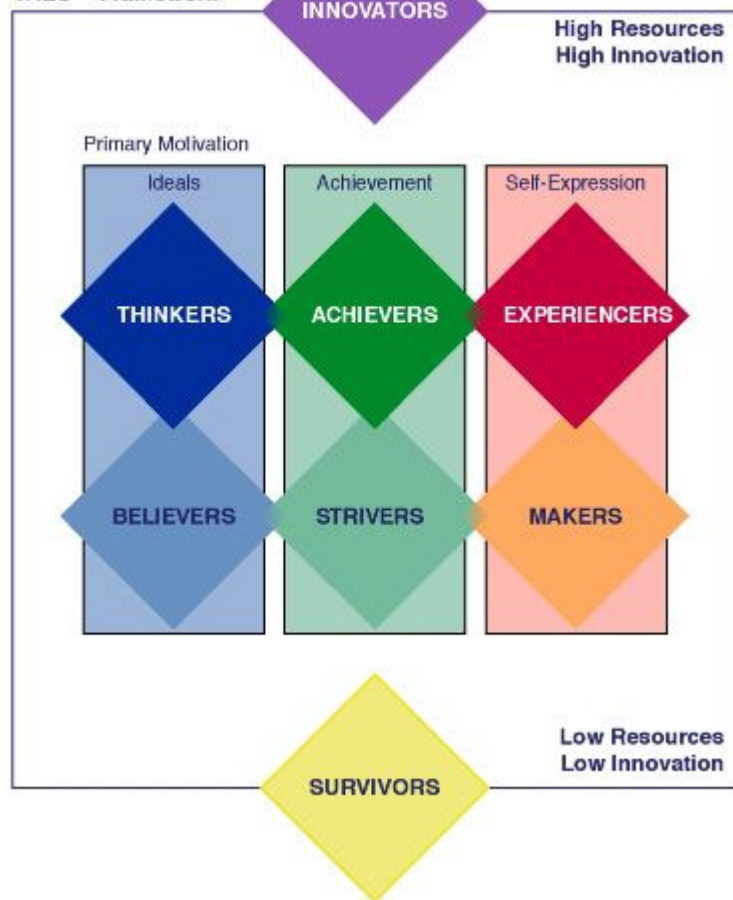 INNOVATORS
High Resources
High Innovation
Primary Motivation
Ideals
Achievement
Self-Expression
THINKERS
ACHIEVERS
EXPERIENCERS
BELIEVERS
STRIVERS
MAKERS
Low Resources
Low Innovation
SURVIVORS